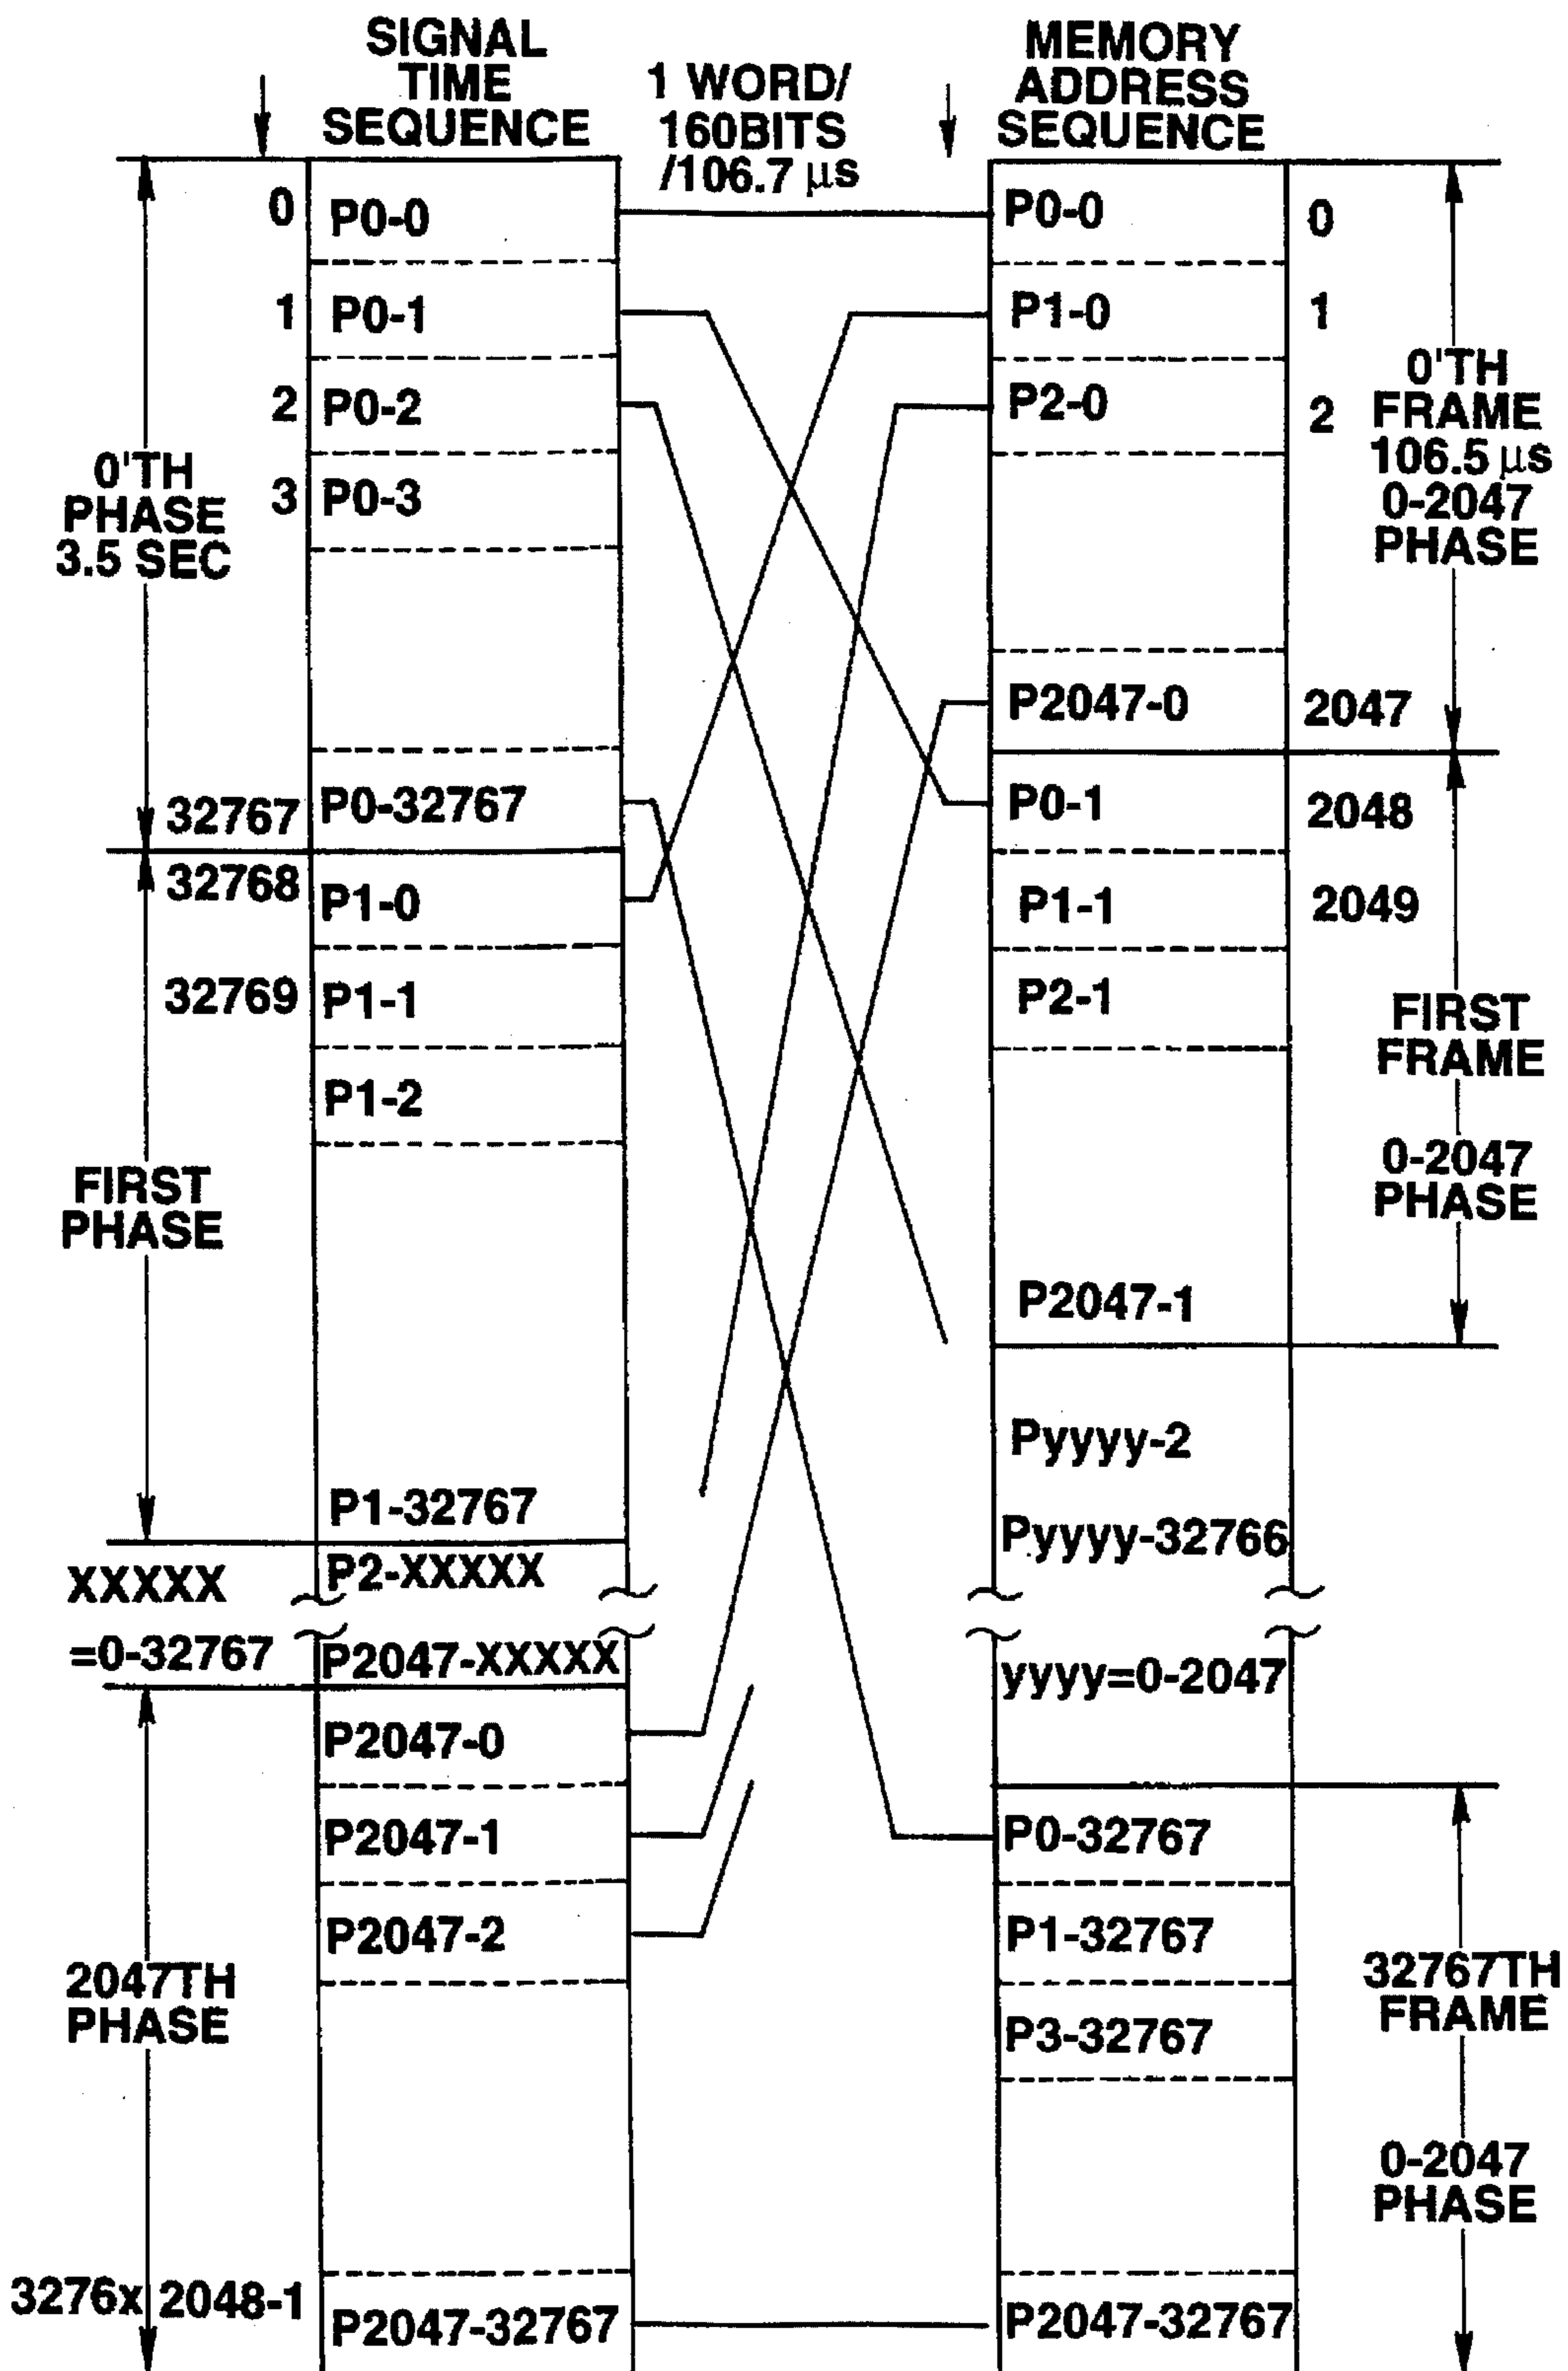 SIGNAL
TIME
SEQUENCE
1 WORD/
160BITS
/106.7 μs
MEMORY
ADDRESS
SEQUENCE
0'TH
PHASE
3.5 SEC
0
1
2
3
32767
32768
32769
FIRST
PHASE
XXXXX
=0-32767
2047TH
PHASE
3276x 2048-1
P0-0
P0-1
P0-2
P0-3
P0-32767
P1-0
P1-1
P1-2
P1-32767
P2-XXXXX
P2047-XXXXX
P2047-0
P2047-1
P2047-2
P2047-32767
P0-0
P1-0
P2-0
P2047-0
P0-1
P1-1
P2-1
P2047-1
Pyyyy-2
Pyyyy-32766
yyyy=0-2047
P0-32767
P1-32767
P3-32767
P2047-32767
0
1
2
2047
2048
2049
0'TH
FRAME
106.5 μs
0-2047
PHASE
FIRST
FRAME
0-2047
PHASE
32767TH
FRAME
0-2047
PHASE